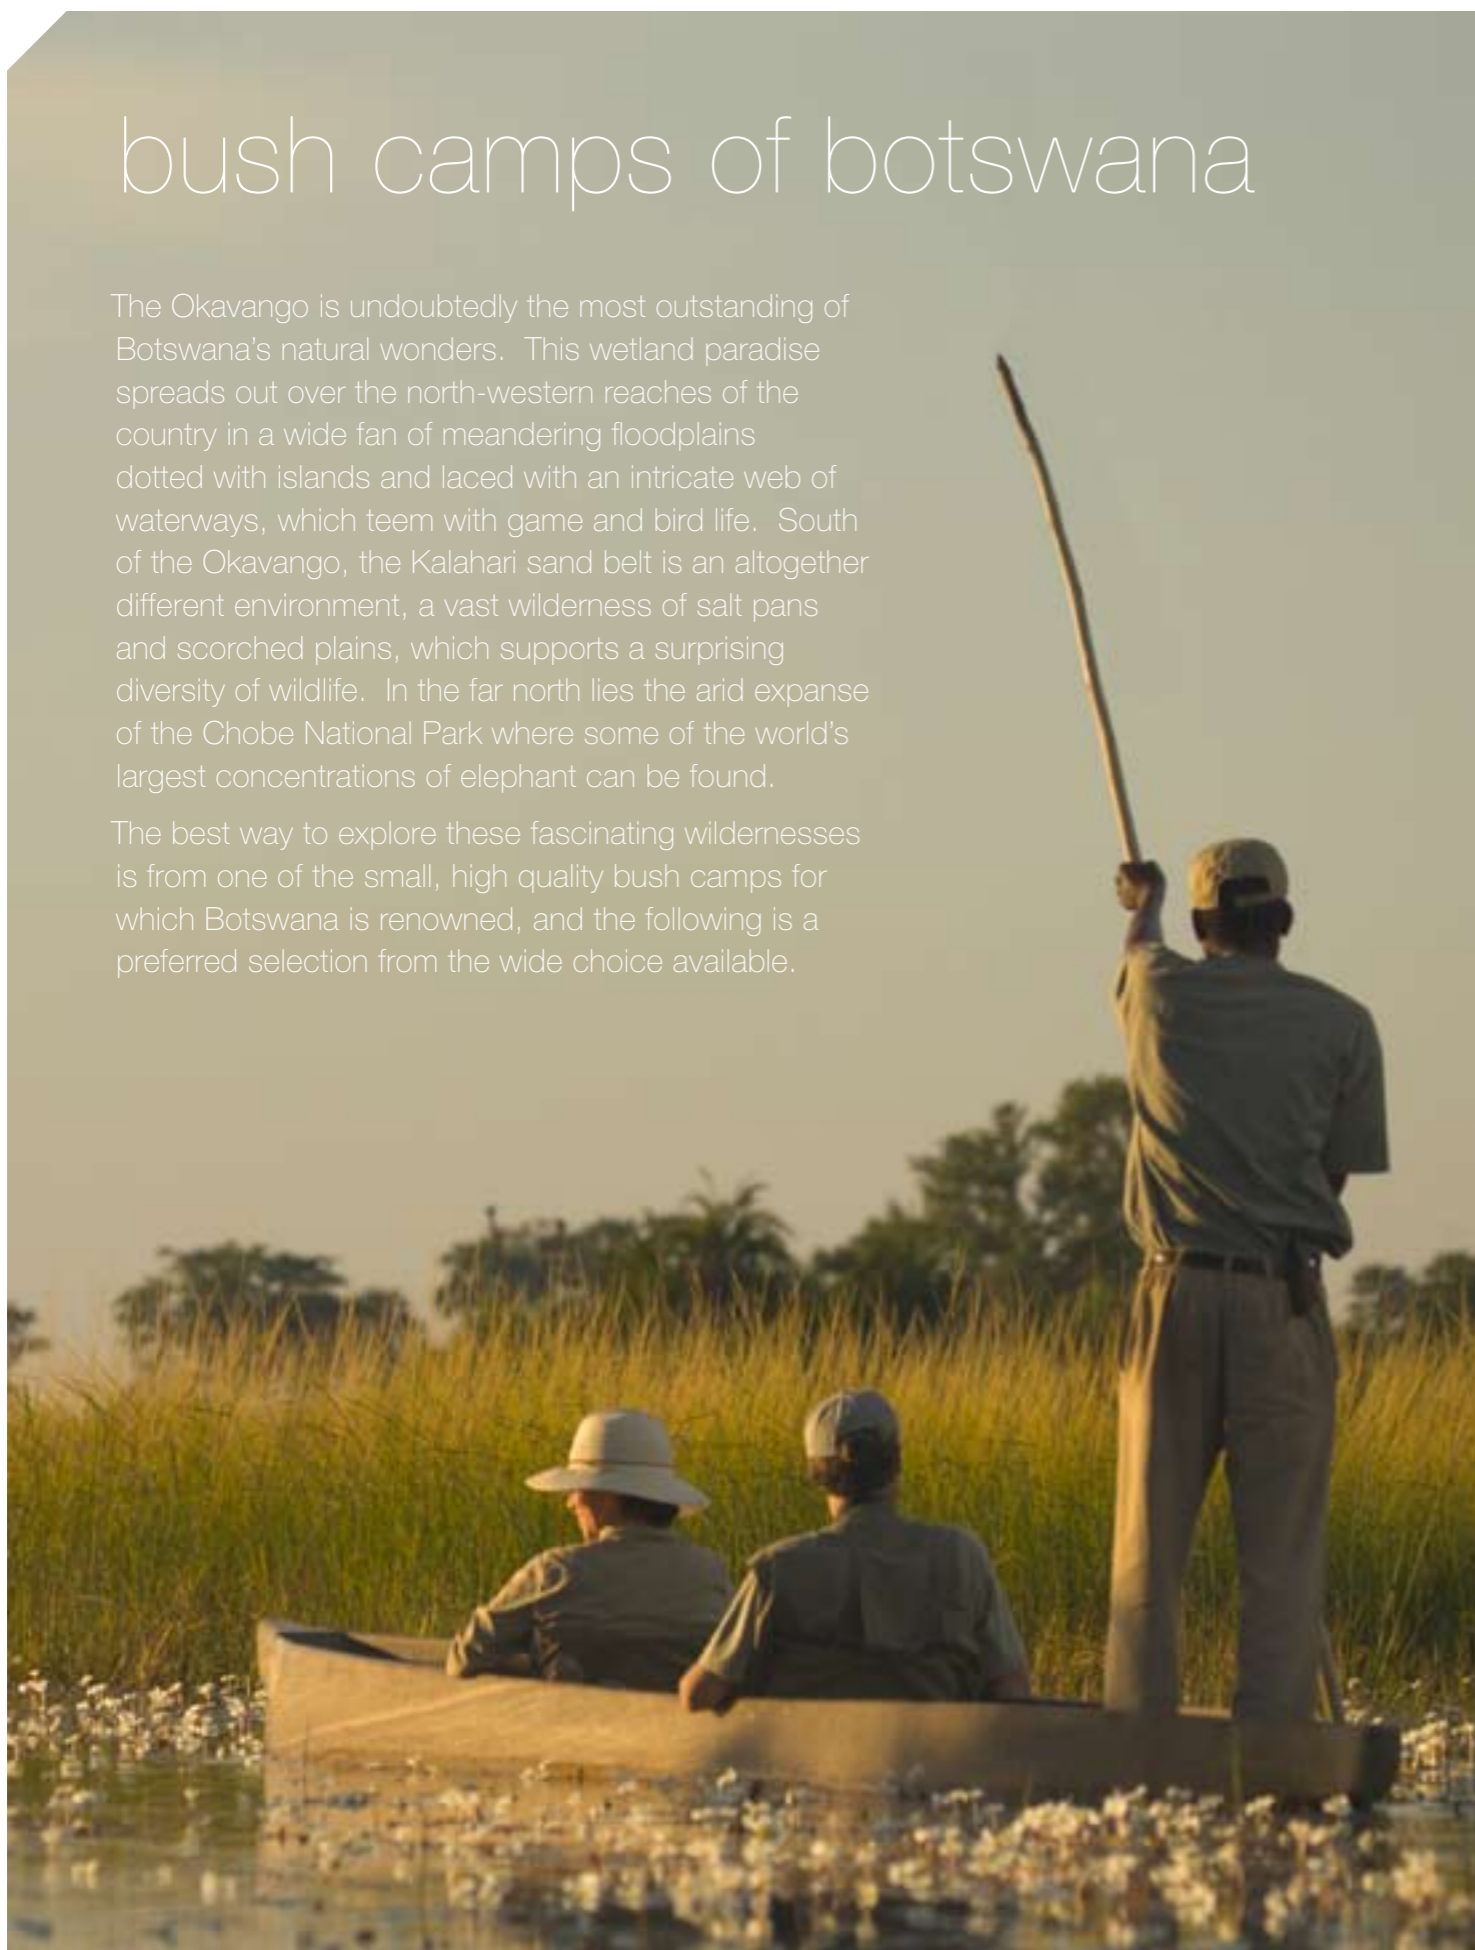 bush camps of botswana
The Okavango is undoubtedly the most outstanding of
Botswana's natural wonders.  This wetland paradise
spreads out over the north-western reaches of the
country in a wide fan of meandering floodplains
dotted with islands and laced with an intricate web of
waterways, which teem with game and bird life.  South
of the Okavango, the Kalahari sand belt is an altogether
different environment, a vast wilderness of salt pans
and scorched plains, which supports a surprising
diversity of wildlife.  In the far north lies the arid expanse
of the Chobe National Park where some of the world's
largest concentrations of elephant can be found.
The best way to explore these fascinating wildernesses
is from one of the small, high quality bush camps for
which Botswana is renowned, and the following is a
preferred selection from the wide choice available.